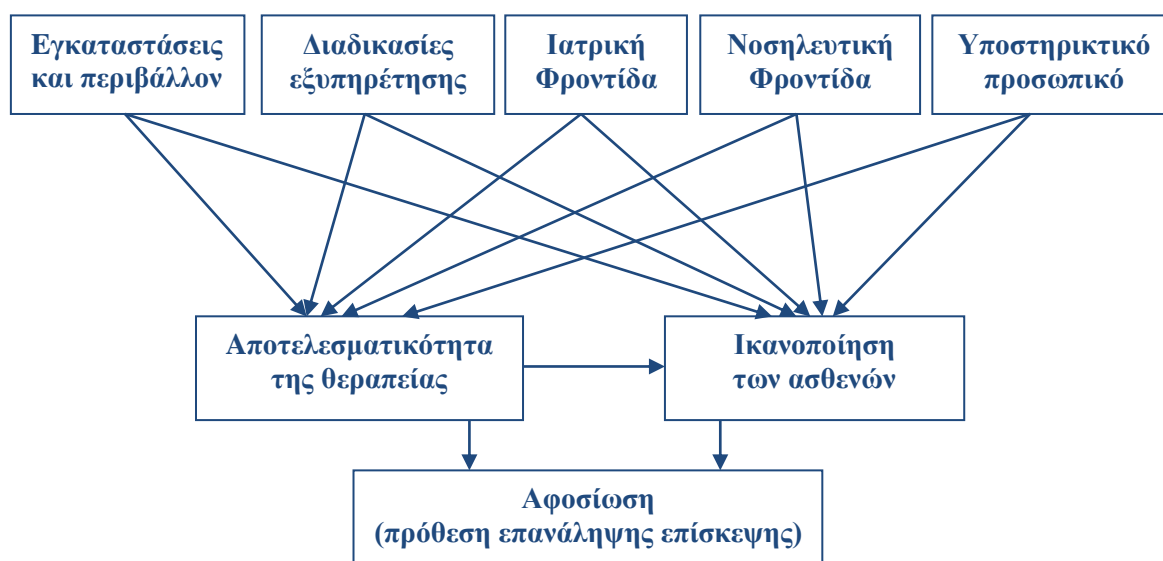 Εγκαταστάσεις
και περιβάλλον
Διαδικασίες
εξυπηρέτησης
Ιατρική
Φροντίδα
Νοσηλευτική
Φροντίδα
Υποστηρικτικό
προσωπικό
Αποτελεσματικότητα
της θεραπείας
Ικανοποίηση
των ασθενών
Αφοσίωση
(πρόθεση επανάληψης επίσκεψης)